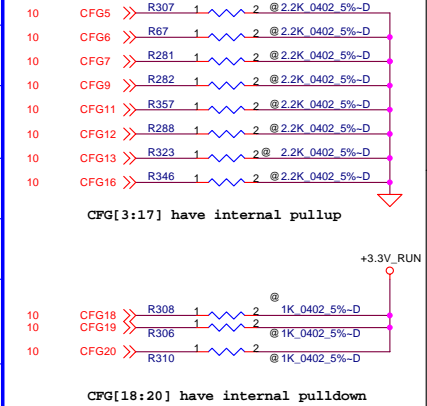 10 CFG5 R307 1 2 @ 2.2K_0402_5%~D
10 CFG6 R67 1 2 @ 2.2K_0402_5%~D
10 CFG7 R281 1 2 @ 2.2K_0402_5%~D
10 CFG9 R282 1 2 @ 2.2K_0402_5%~D
10 CFG11 R357 1 2 @ 2.2K_0402_5%~D
10 CFG12 R288 1 2 @ 2.2K_0402_5%~D
10 CFG13 R323 1 2 @ 2.2K_0402_5%~D
10 CFG16 R346 1 2 @ 2.2K_0402_5%~D
CFG[3:17] have internal pullup
+3.3V_RUN
@
10 CFG18 R308 1 2 1K_0402_5%~D
10 CFG19 R306 @ 1K_0402_5%~D
10 CFG20 R310 1 2 @ 1K_0402_5%~D
CFG[18:20] have internal pulldown